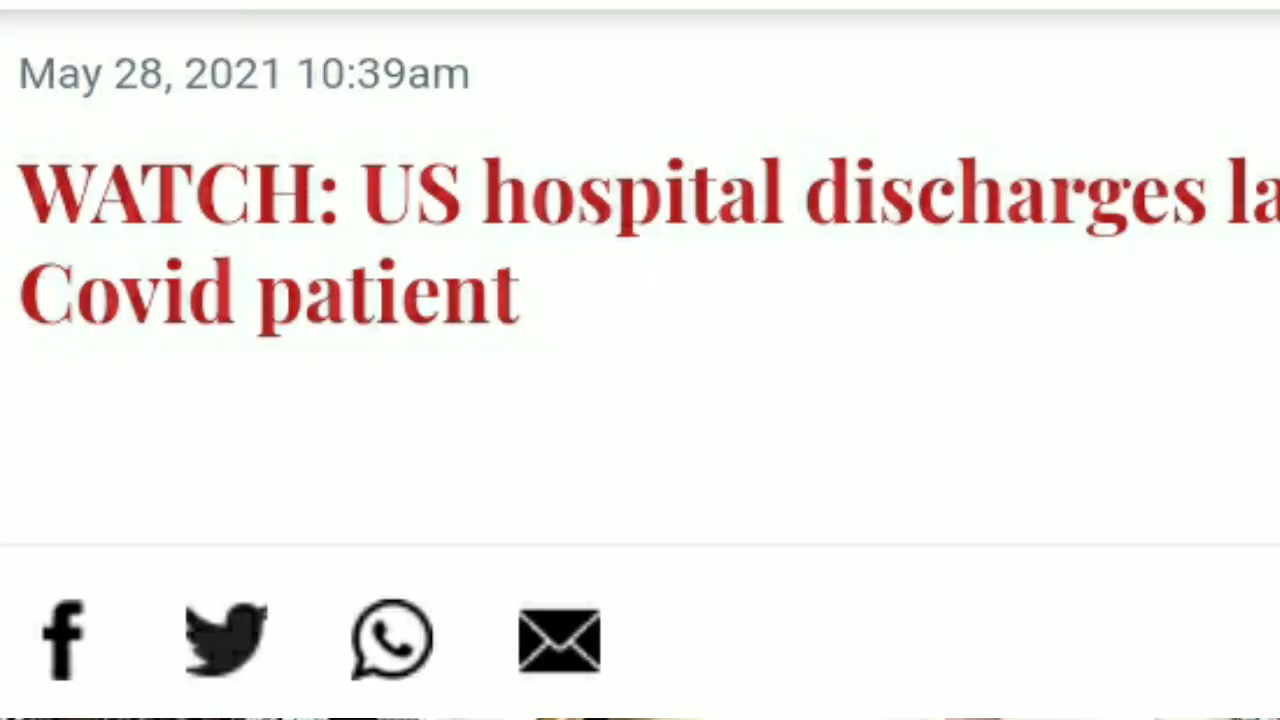 May 28, 2021 10:39am
WATCH: US hospital discharges
Covid patient